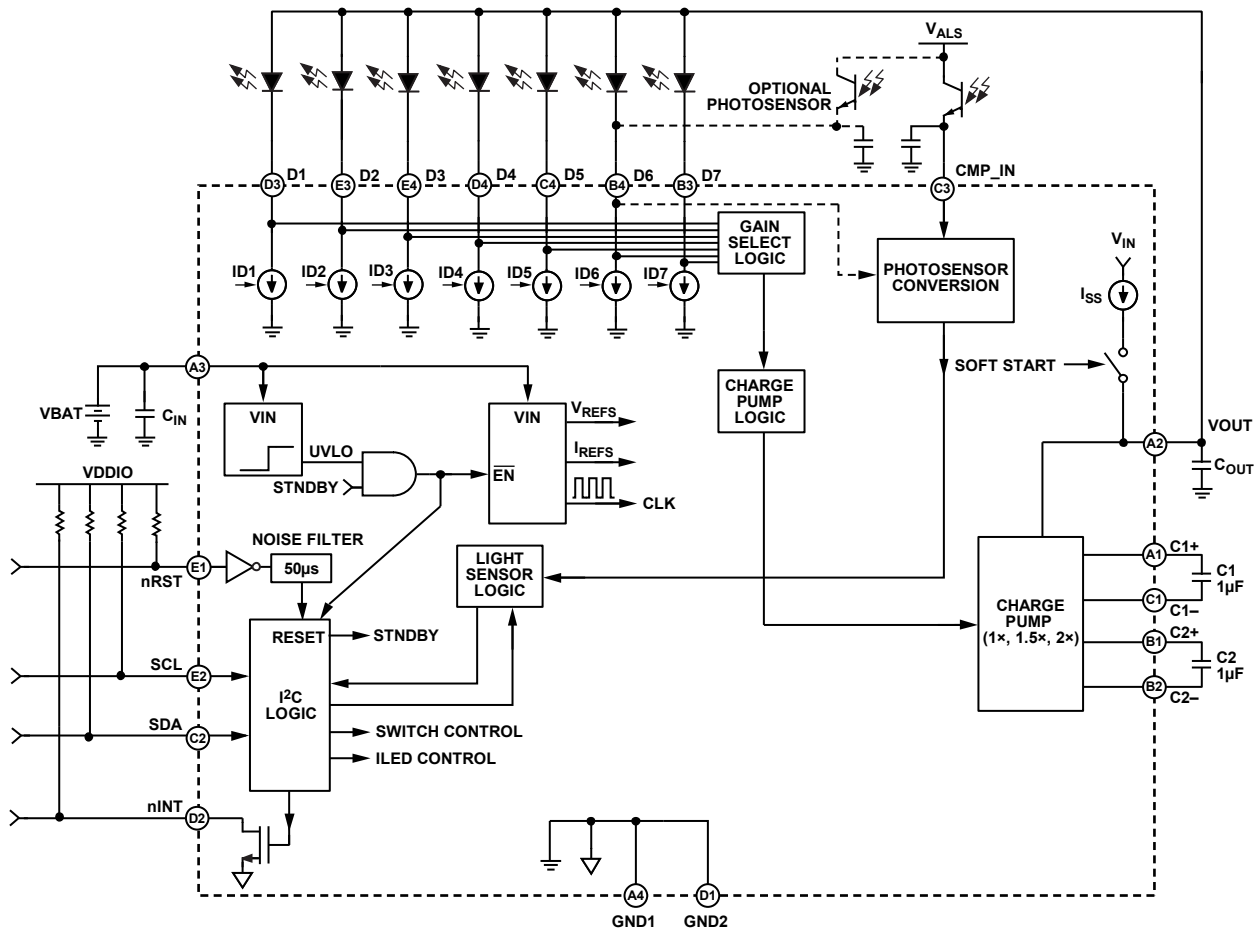 VALS
OPTIONAL
PHOTOSENSOR
D3 D1
E3 D2
E4 D3
D4 D4
C4 D5
B4 D6
B3 D7
C3 CMP_IN
GAIN
SELECT
LOGIC
PHOTOSENSOR
CONVERSION
VIN
ISS
ID1
ID2
ID3
ID4
ID5
ID6
ID7
A3
SOFT START
VBAT
CIN
VIN
VIN
VREFS
CHARGE
PUMP
LOGIC
UVLO
IREFS
EN
STNDBY
CLK
A2
VOUT
COUT
VDDIO
NOISE FILTER
50µs
E1
nRST
LIGHT
SENSOR
LOGIC
A1 C1+
C1
1µF
C1 C1–
CHARGE
PUMP
(1×, 1.5×, 2×)
B1 C2+
C2
1µF
B2 C2–
RESET
STNDBY
SCL
E2
I2C
LOGIC
SDA
C2
SWITCH CONTROL
ILED CONTROL
nINT
D2
A4
D1
GND1
GND2